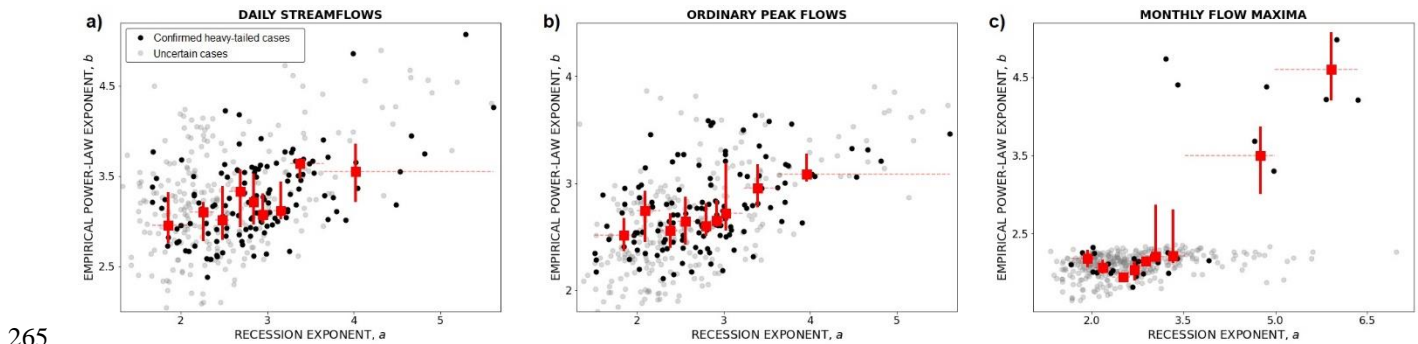 a)
DAILY STREAMFLOWS
Confirmed heavy-tailed cases
Uncertain cases
EMPIRICAL POWER-LAW EXPONENT, b
4.5
3.5
2.5
2
3
4
5
RECESSION EXPONENT, a
b)
ORDINARY PEAK FLOWS
EMPIRICAL POWER-LAW EXPONENT, b
4
3
2
2
3
4
5
RECESSION EXPONENT, a
c)
MONTHLY FLOW MAXIMA
EMPIRICAL POWER-LAW EXPONENT, b
4.5
3.5
2.5
2.0
3.5
5.0
6.5
RECESSION EXPONENT, a
265